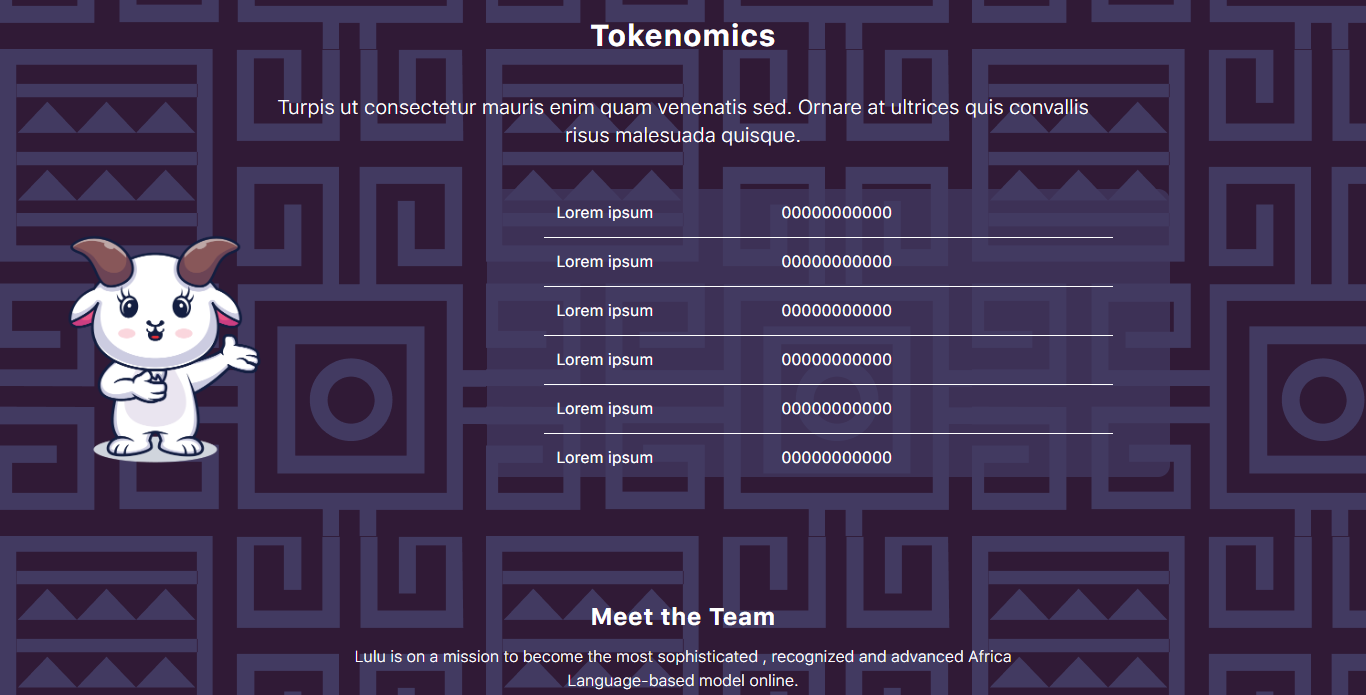 Tokenomics
Turpis ut consectetur mauris enim quam venenatis sed. Ornare at ultrices quis convallis
risus malesuada quisque.
Lorem ipsum 00000000000
Lorem ipsum 00000000000
Lorem ipsum 00000000000
Lorem ipsum 00000000000
Lorem ipsum 00000000000
Lorem ipsum 00000000000
Meet the Team
Lulu is on a mission to become the most sophisticated , recognized and advanced Africa
Language-based model online.